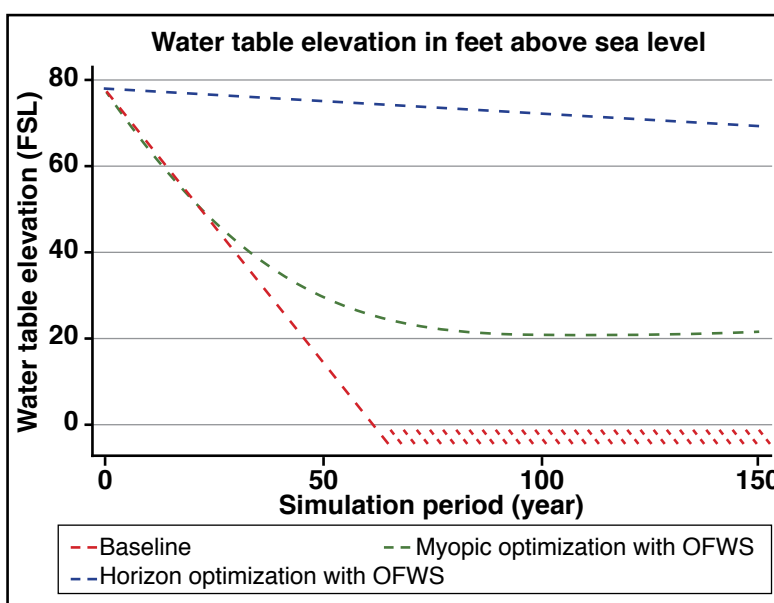 Water table elevation in feet above sea level
Water table elevation (FSL)
80
60
40
20
0
0 50 100 150
Simulation period (year)
Baseline
Myopic optimization with OFWS
Horizon optimization with OFWS